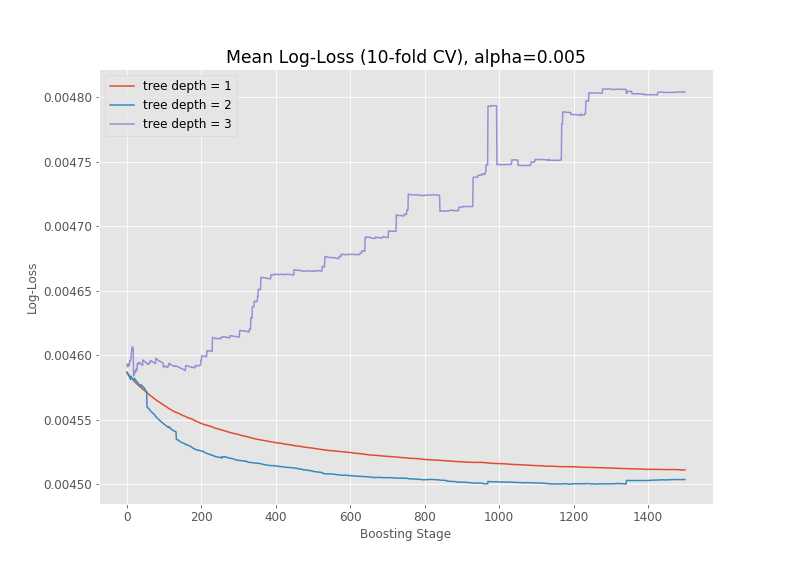 Mean Log-Loss (10-fold CV), alpha=0.005
tree depth = 1
tree depth = 2
tree depth = 3
0.00480
0.00475
0.00470
0.00465
0.00460
0.00455
0.00450
Log-Loss
0 200 400 600 800 1000 1200 1400
Boosting Stage